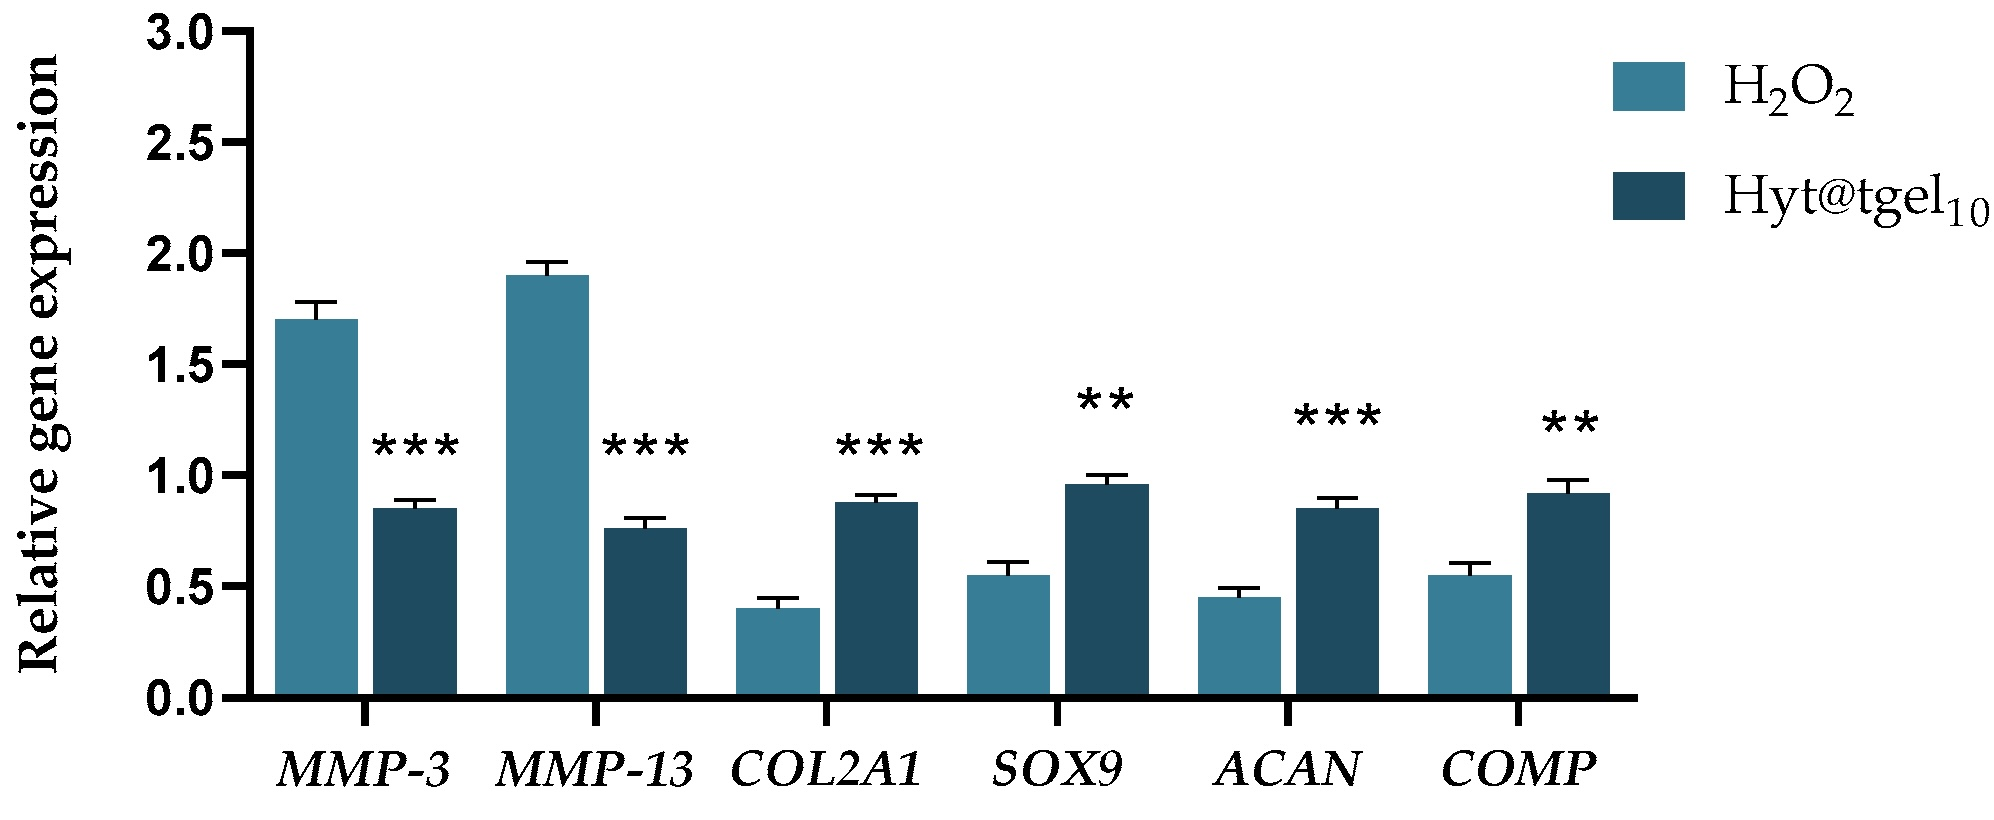 Relative gene expression
3.0
2.5
2.0
1.5
1.0
0.5
0.0
***
***
***
**
***
**
MMP-3
MMP-13
COL2A1
SOX9
ACAN
COMP
H₂O₂
Hyt@tgel₁₀